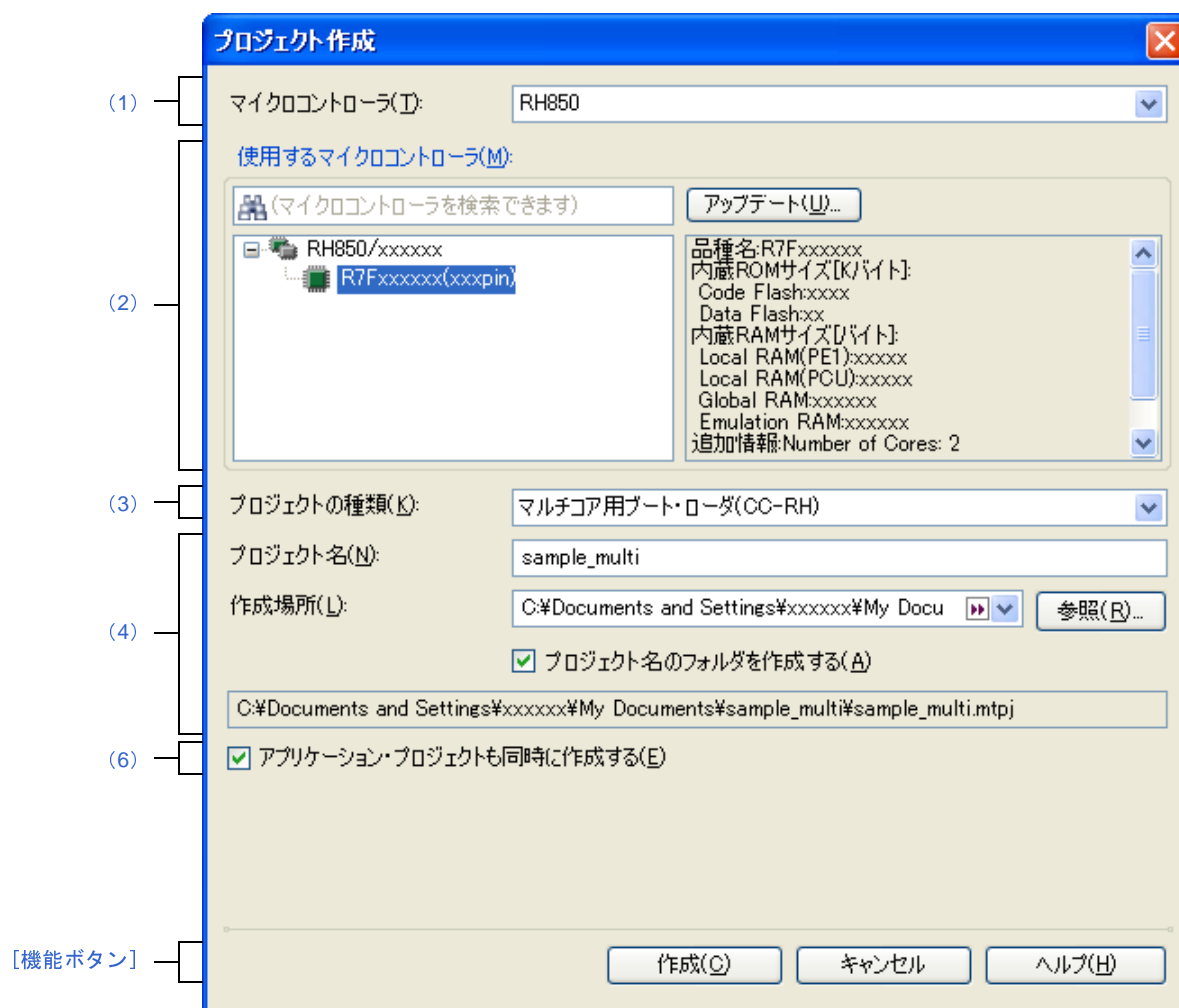 プロジェクト作成
(1)
マイクロコントローラ(T):
RH850
使用するマイクロコントローラ(M):
(マイクロコントローラを検索できます)
アップデート(U)...
(2)
RH850/xxxxxx
R7Fxxxxxx(xxxpin)
品種名:R7Fxxxxxx
内蔵ROMサイズ[Kバイト]:
Code Flash:xxxx
Data Flash:xx
内蔵RAMサイズ[バイト]:
Local RAM(PE1):xxxxx
Local RAM(PCU):xxxxx
Global RAM:xxxxxx
Emulation RAM:xxxxxx
追加情報:Number of Cores: 2
(3)
プロジェクトの種類(K):
マルチコア用ブート・ローダ(CC-RH)
プロジェクト名(N):
sample_multi
(4)
作成場所(L):
C:¥Documents and Settings¥xxxxxx¥My Docu
参照(R)...
プロジェクト名のフォルダを作成する(A)
C:¥Documents and Settings¥xxxxxx¥My Documents¥sample_multi¥sample_multi.mtpj
(6)
アプリケーション・プロジェクトも同時に作成する(E)
[機能ボタン]
作成(C)
キャンセル
ヘルプ(H)